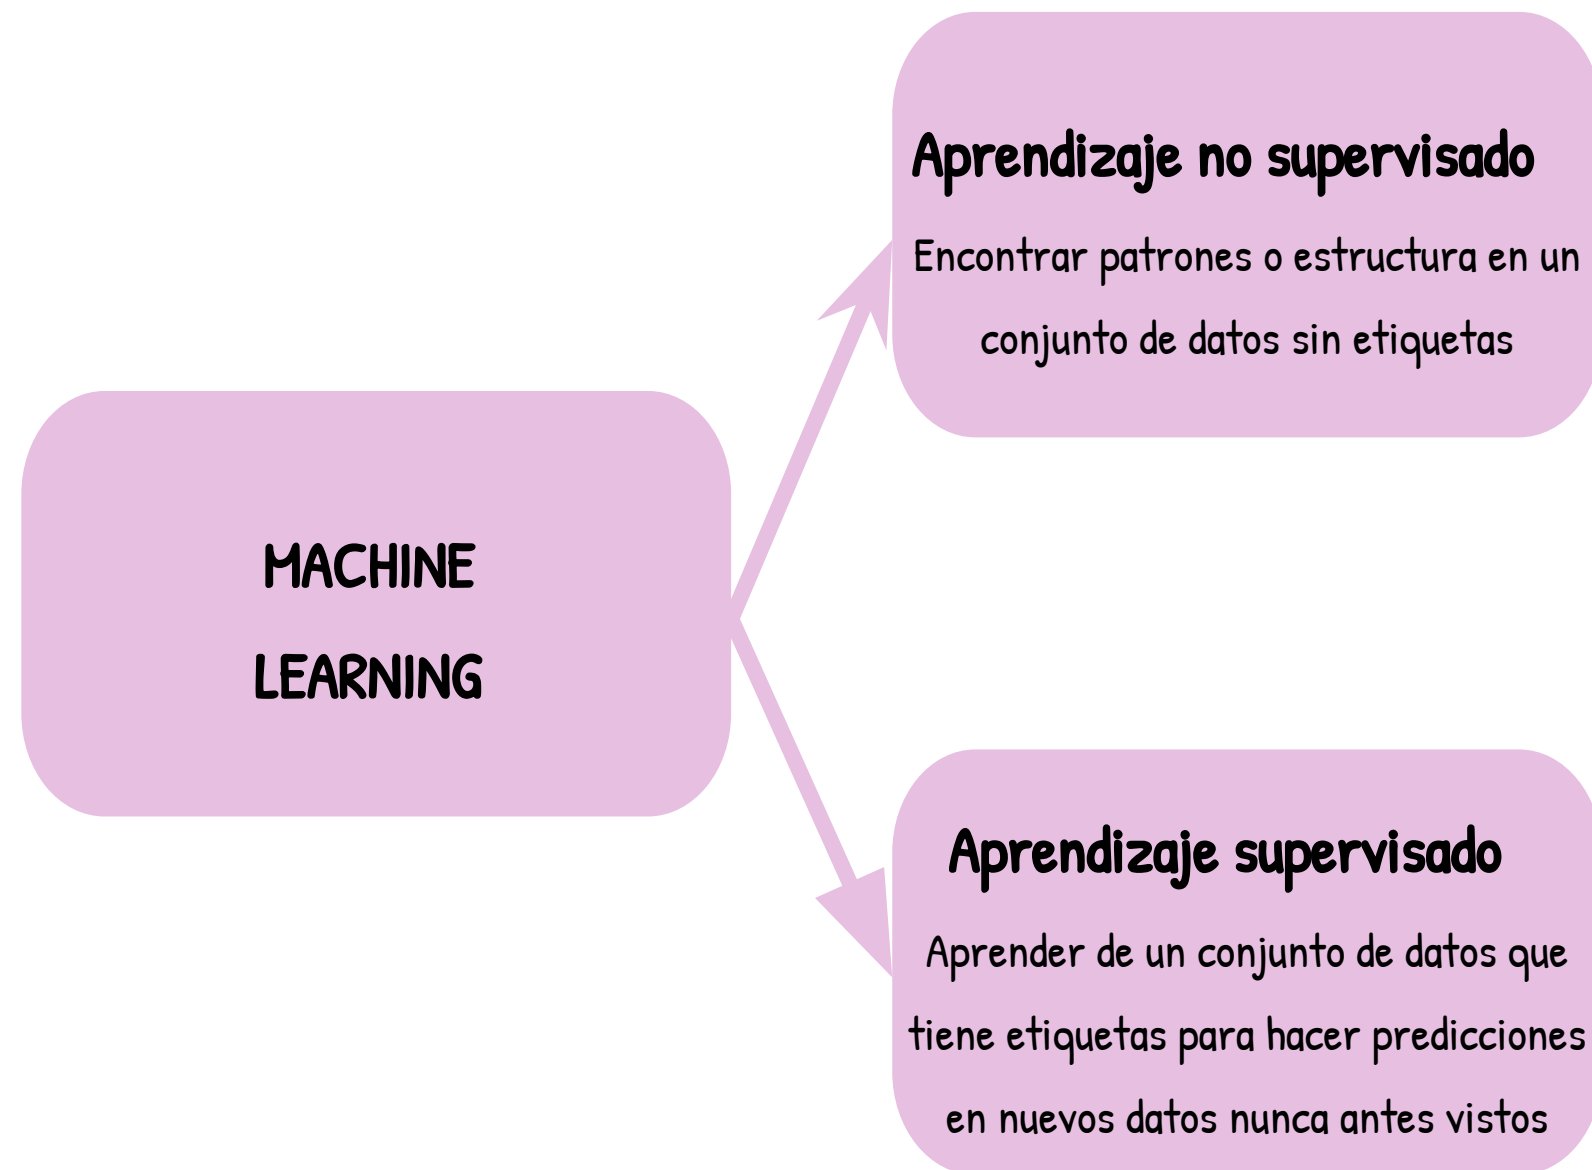 MACHINE
LEARNING
Aprendizaje no supervisado
Encontrar patrones o estructura en un
conjunto de datos sin etiquetas
Aprendizaje supervisado
Aprender de un conjunto de datos que
tiene etiquetas para hacer predicciones
en nuevos datos nunca antes vistos